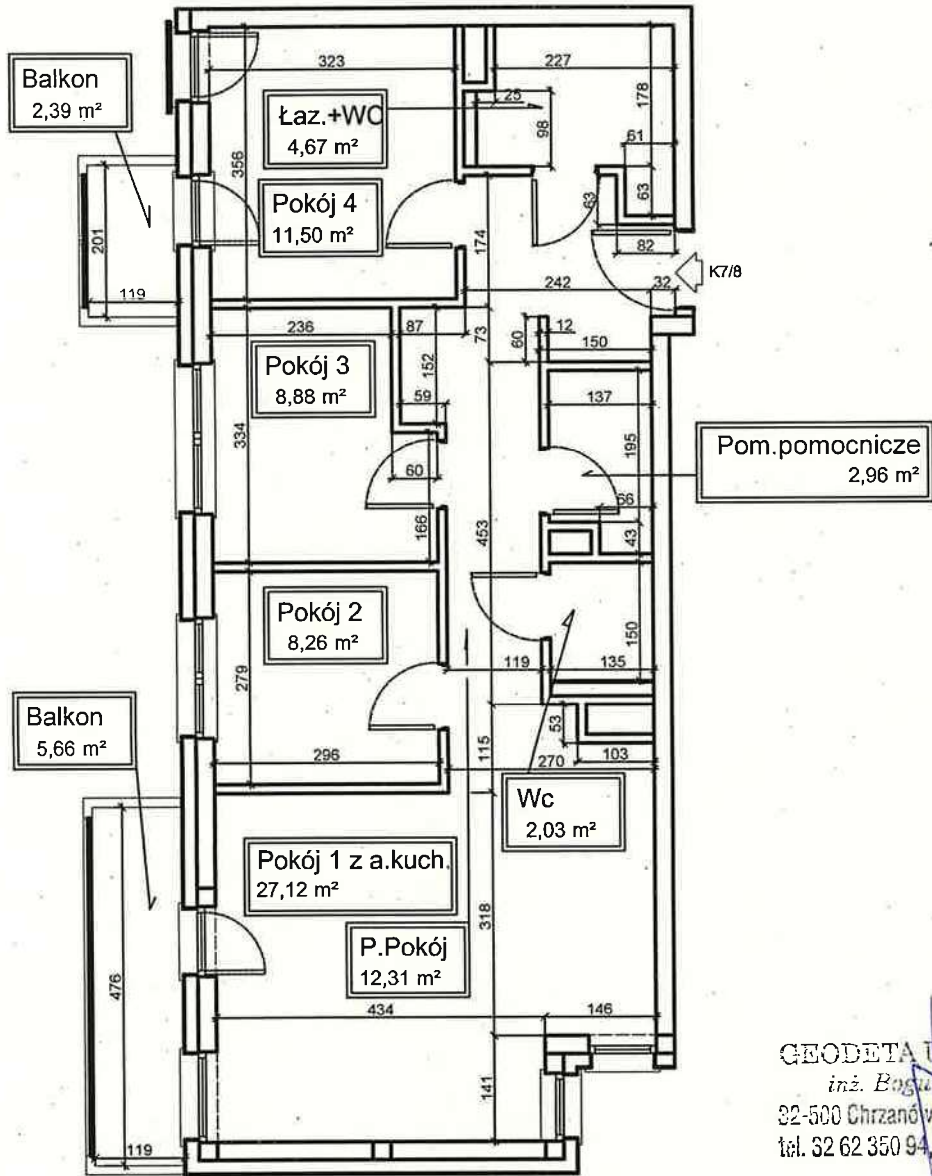 323
227
Balkon
2,39 m²
25
178
Łaz.+WC
4,67 m²
98
61
356
Pokój 4
11,50 m²
63
63
201
174
82
K7/8
119
242
32
236
87
73
12
60
150
Pokój 3
8,88 m²
152
59
137
334
Pom.pomocnicze
2,96 m²
195
60
66
166
453
43
Pokój 2
8,26 m²
150
279
119
135
Balkon
5,66 m²
53
296
115
270
103
Wc
2,03 m²
Pokój 1 z a.kuch.
27,12 m²
318
P.Pokój
12,31 m²
476
434
146
141
119
GEODETA U
inż. Bogu
32-500 Chrzanów
tel. 32 62 350 94